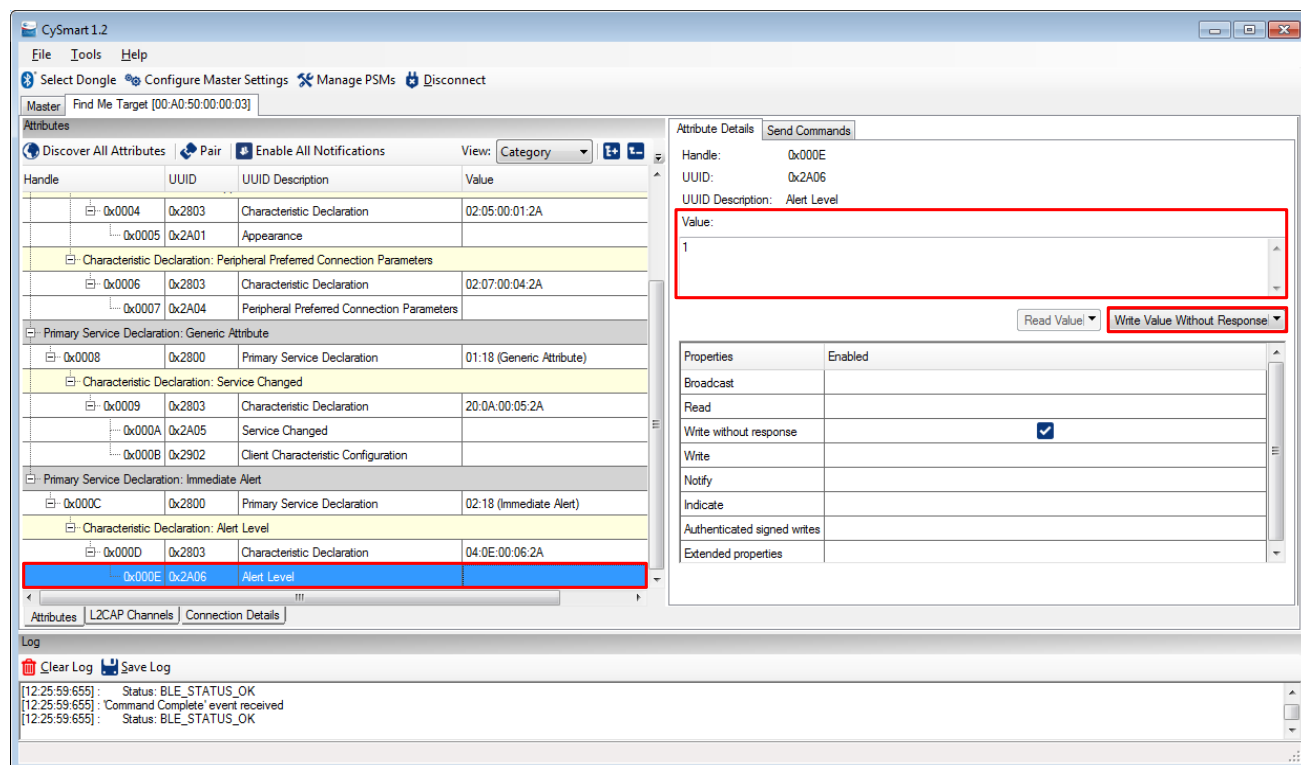 CySmart 1.2
File Tools Help
Select Dongle Configure Master Settings Manage PSMs Disconnect
Master Find Me Target [00:A0:50:00:00:03]
Attributes
Discover All Attributes Pair Enable All Notifications View: Category
Handle UUID UUID Description Value
0x0004 0x2803 Characteristic Declaration 02:05:00:01:2A
0x0005 0x2A01 Appearance
Characteristic Declaration: Peripheral Preferred Connection Parameters
0x0006 0x2803 Characteristic Declaration 02:07:00:04:2A
0x0007 0x2A04 Peripheral Preferred Connection Parameters
Primary Service Declaration: Generic Attribute
0x0008 0x2800 Primary Service Declaration 01:18 (Generic Attribute)
Characteristic Declaration: Service Changed
0x0009 0x2803 Characteristic Declaration 20:0A:00:05:2A
0x000A 0x2A05 Service Changed
0x000B 0x2902 Client Characteristic Configuration
Primary Service Declaration: Immediate Alert
0x000C 0x2800 Primary Service Declaration 02:18 (Immediate Alert)
Characteristic Declaration: Alert Level
0x000D 0x2803 Characteristic Declaration 04:0E:00:06:2A
0x000E 0x2A06 Alert Level
Attributes L2CAP Channels Connection Details
Attribute Details Send Commands
Handle: 0x000E
UUID: 0x2A06
UUID Description: Alert Level
Value:
1
Read Value Write Value Without Response
Properties Enabled
Broadcast
Read
Write without response
Write
Notify
Indicate
Authenticated signed writes
Extended properties
Log
Clear Log Save Log
[12:25:59:655] : Status: BLE_STATUS_OK
[12:25:59:655] : 'Command Complete' event received
[12:25:59:655] : Status: BLE_STATUS_OK